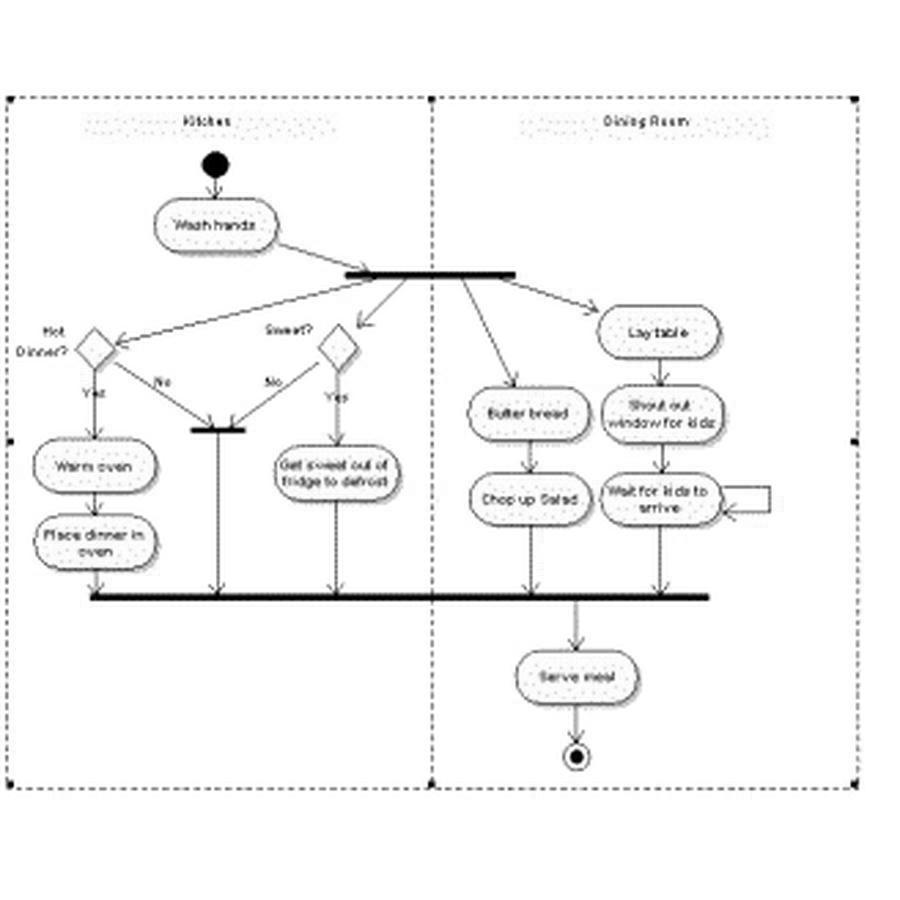 Kitchen
Dining Room
Wash hands
Hot
Dinner?
Sweet?
Lay table
No
No
Yes
Yes
Butter bread
Shout out
window for kids
Warm oven
Get sweet out of
fridge to defrost
Chop up Salad
Wait for kids to
arrive
Place dinner in
oven
Serve meal